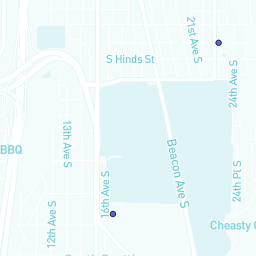 21st Ave S
S Hinds St
24th Ave S
13th Ave S
BBQ
Beacon Ave S
24th Pl S
16th Ave S
12th Ave S
Cheasty